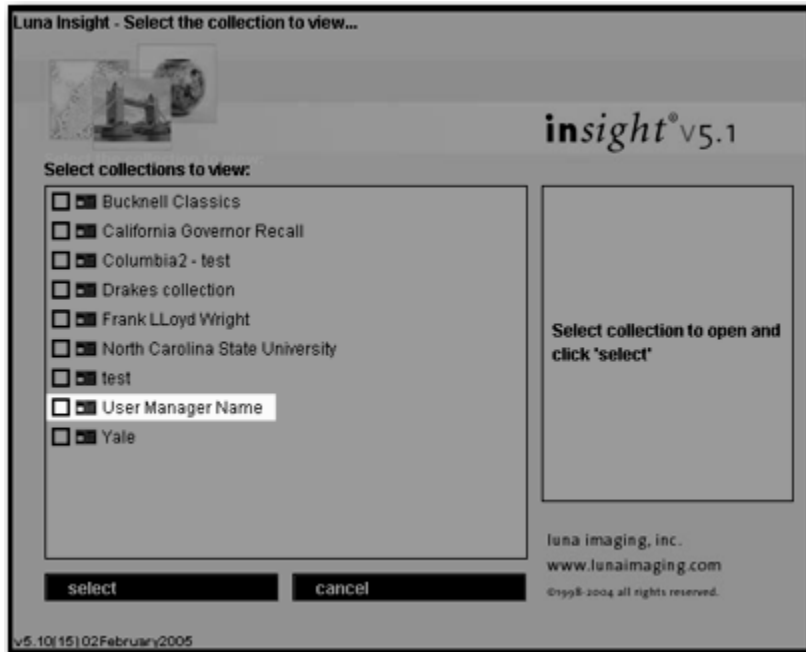 Luna Insight - Select the collection to view...
insight® v5.1
Select collections to view:
Bucknell Classics
California Governor Recall
Columbia2 - test
Drakes collection
Frank LLoyd Wright
North Carolina State University
test
User Manager Name
Yale
Select collection to open and
click 'select'
luna imaging, inc.
www.lunaimaging.com
©1998-2004 all rights reserved.
select
cancel
v5.10(15) 02February2005